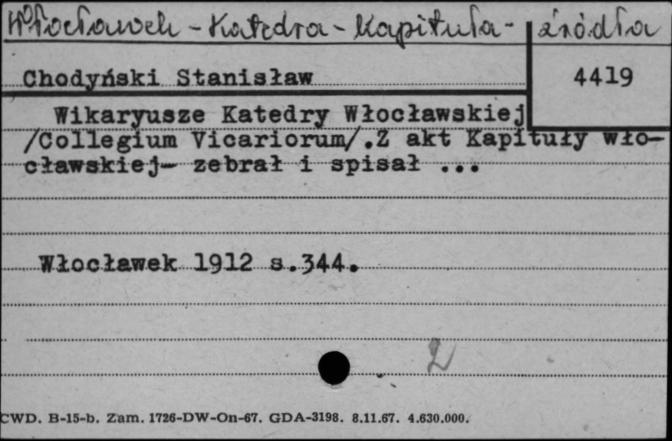 Włocławek - Katedra - Kapituła - źródła
Chodyński Stanisław
4419
Wikaryusze Katedry Włocławskiej
/Collegium Vicariorum/.Z akt Kapituły wło-
cławskiej- zebrał i spisał ...
Włocławek 1912 s.344.
2
CWD. B-15-b. Zam. 1726-DW-On-67. GDA-3198. 8.11.67. 4.630.000.